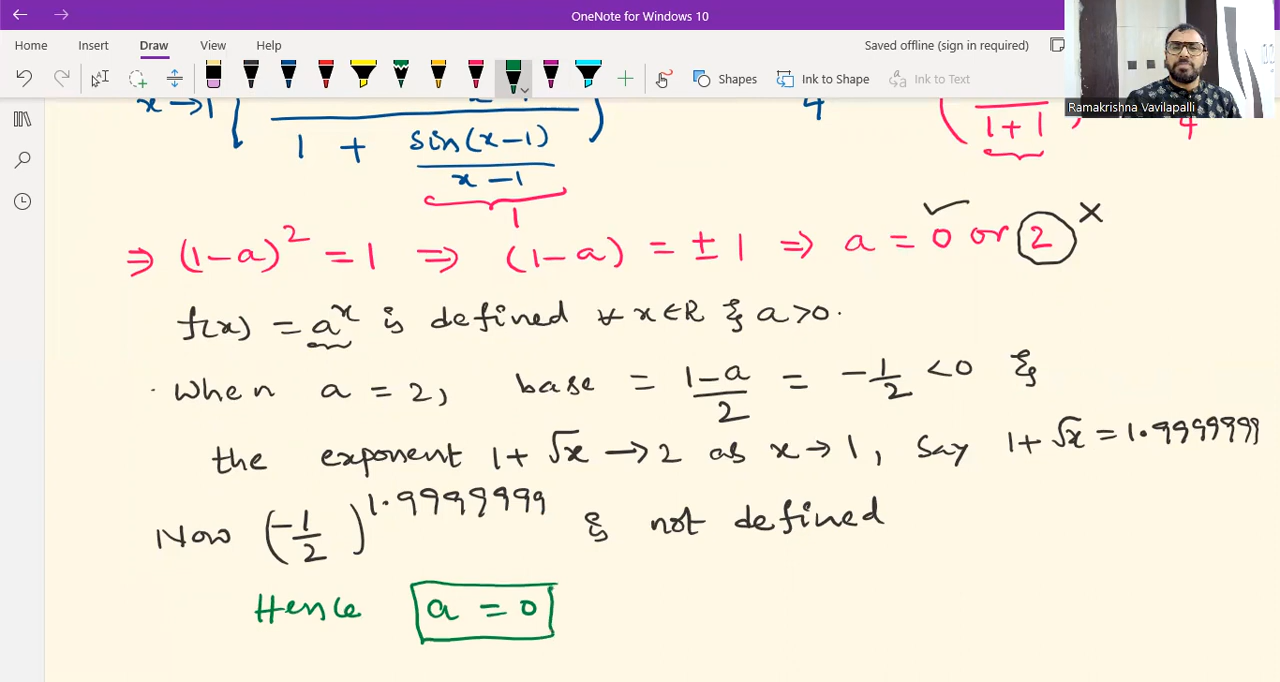 OneNote for Windows 10
Home Insert Draw View Help Saved offline (sign in required)
Shapes Ink to Shape Ink to Text
Ramakrishna Vavilapalli
x→1
1 + sin(x-1)
x-1
1
4
1+1
4
⇒ (1-a)² = 1 ⇒ (1-a) = ±1 ⇒ a = 0 or 2 ✓ ×
f(x) = aˣ is defined ∀ x∈R & a>0.
· When a = 2, base = (1-a)/2 = -1/2 <0 &
the exponent 1+√x → 2 as x→1, Say 1+√x = 1.9999999
Now (-1/2)^1.9999999 is not defined
Hence a = 0